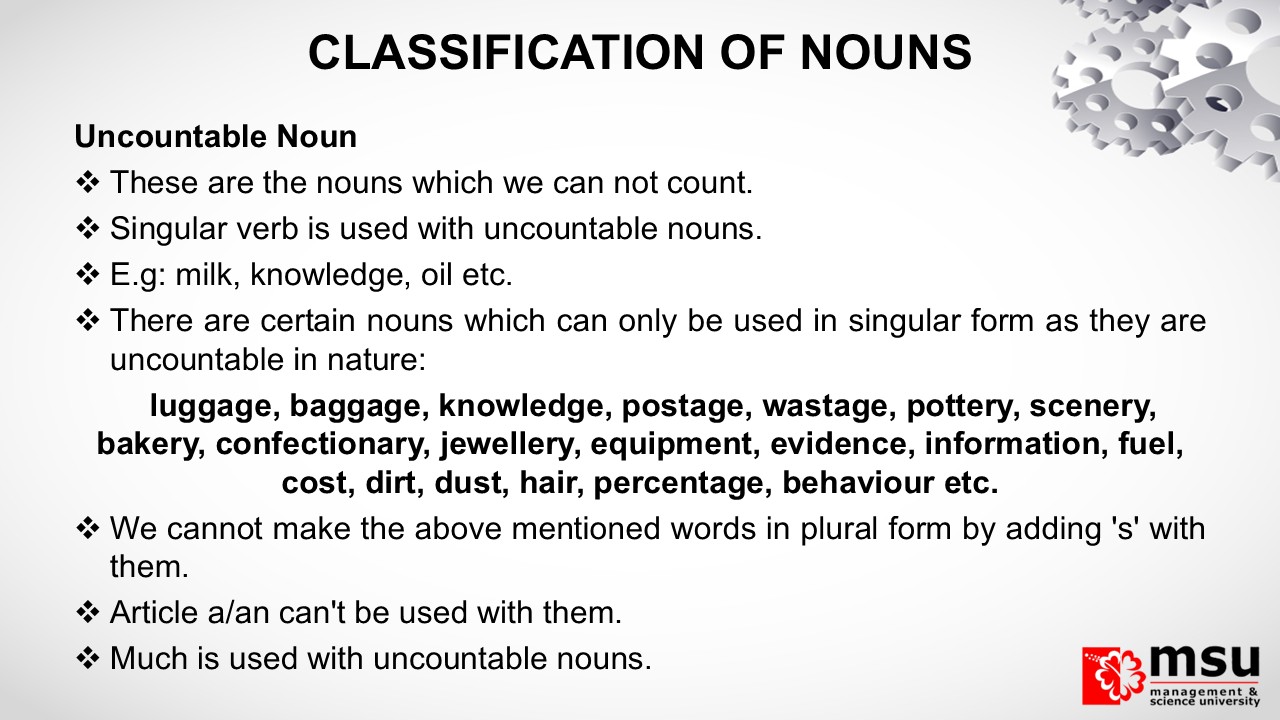 CLASSIFICATION OF NOUNS
Uncountable Noun
❖ These are the nouns which we can not count.
❖ Singular verb is used with uncountable nouns.
❖ E.g: milk, knowledge, oil etc.
❖ There are certain nouns which can only be used in singular form as they are
uncountable in nature:
luggage, baggage, knowledge, postage, wastage, pottery, scenery,
bakery, confectionary, jewellery, equipment, evidence, information, fuel,
cost, dirt, dust, hair, percentage, behaviour etc.
❖ We cannot make the above mentioned words in plural form by adding 's' with
them.
❖ Article a/an can't be used with them.
❖ Much is used with uncountable nouns.
msu
management &
science university